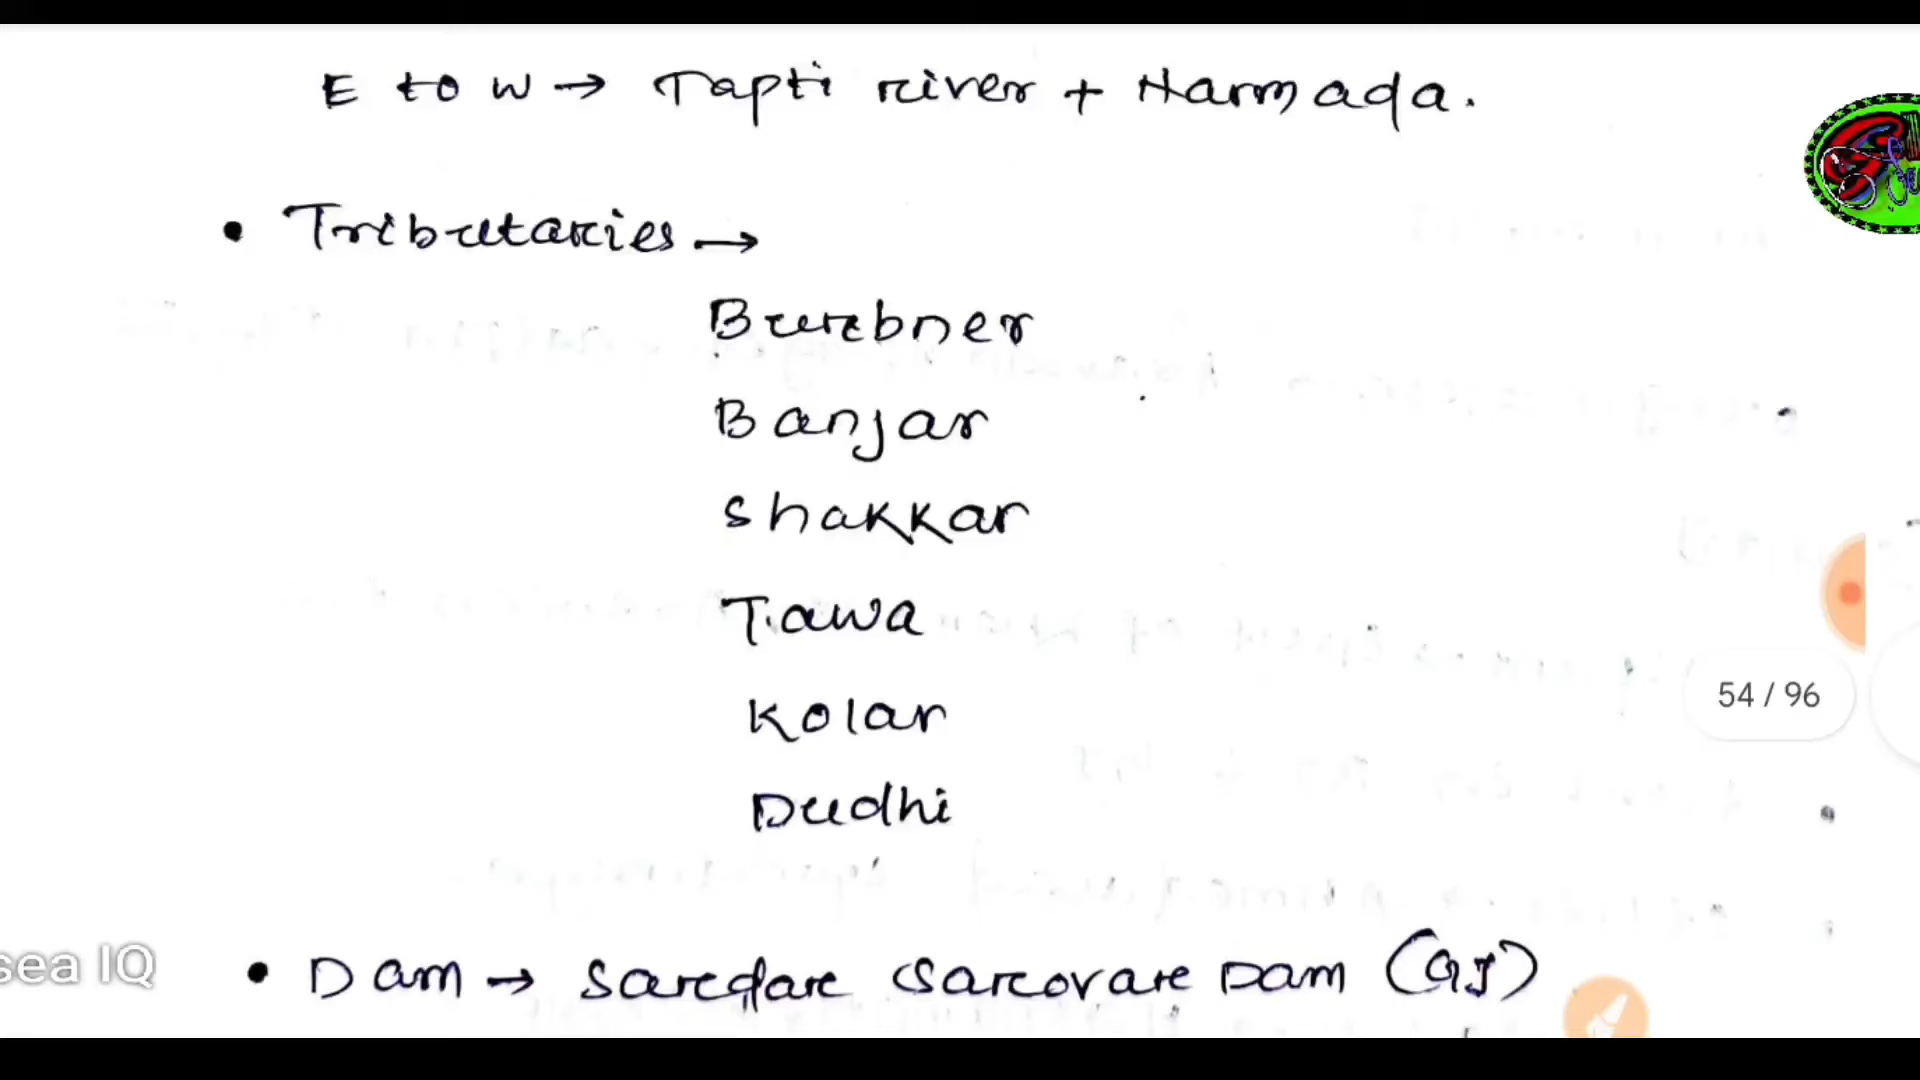 E to W → Tapti river + Narmada.
• Tributaries →
Burbner
Banjar
Shakkar
Tawa
Kolar
Dudhi
54 / 96
sea IQ
• Dam → Sardar Sarovar Dam (GJ)